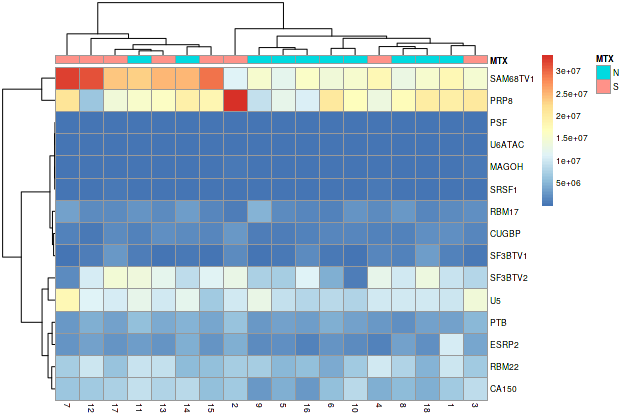 MTX
SAM68TV1
PRP8
PSF
U6ATAC
MAGOH
SRSF1
RBM17
CUGBP
SF3BTV1
SF3BTV2
U5
PTB
ESRP2
RBM22
CA150
7 12 17 11 13 14 15 2 9 5 16 6 10 4 8 18 1 3
3e+07
2.5e+07
2e+07
1.5e+07
1e+07
5e+06
MTX
N
S